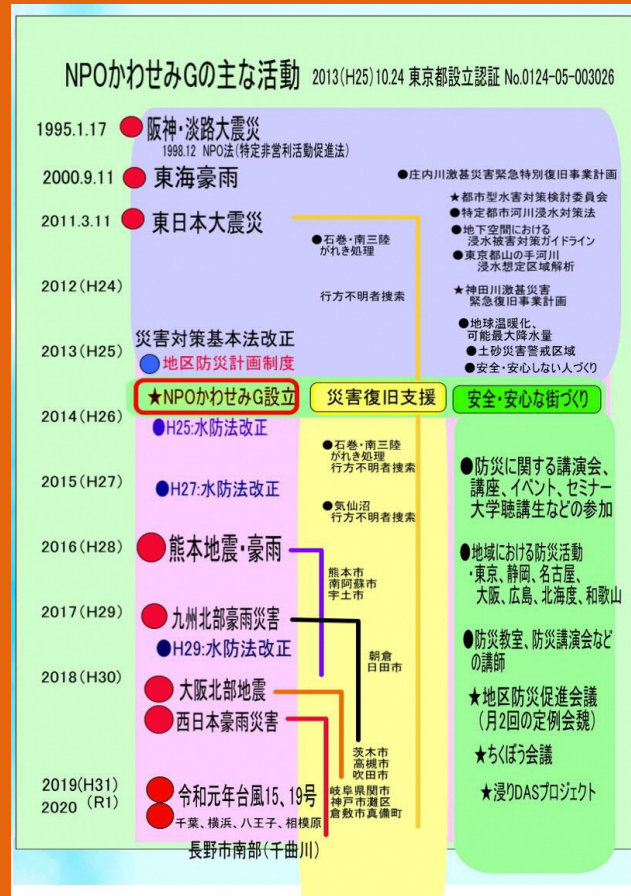 NPOかわせみGの主な活動 2013(H25)10.24 東京都設立認証 No.0124-05-003026
1995.1.17 ●阪神・淡路大震災
1998.12 NPO法(特定非営利活動促進法)
2000.9.11 ●東海豪雨
2011.3.11 ●東日本大震災
●石巻・南三陸
がれき処理
行方不明者捜索
●庄内川激甚災害緊急特別復旧事業計画
★都市型水害対策検討委員会
●特定都市河川浸水対策法
●地下空間における
浸水被害対策ガイドライン
●東京都山の手河川
浸水想定区域解析
★神田川激甚災害
緊急復旧事業計画
●地球温暖化、
可能最大降水量
●土砂災害警戒区域
●安全・安心しない人づくり
2012(H24)
災害対策基本法改正
2013(H25)
●地区防災計画制度
★NPOかわせみG設立
災害復旧支援
安全・安心な街づくり
2014(H26)
●H25:水防法改正
●石巻・南三陸
がれき処理
行方不明者捜索
2015(H27)
●H27:水防法改正
●気仙沼
行方不明者捜索
2016(H28)
●熊本地震・豪雨
熊本市
南阿蘇市
宇土市
2017(H29)
●九州北部豪雨災害
●H29:水防法改正
朝倉
日田市
2018(H30)
●大阪北部地震
●西日本豪雨災害
茨木市
高槻市
吹田市
岐阜県関市
神戸市灘区
倉敷市真備町
2019(H31)
2020(R1)
●令和元年台風15、19号
千葉、横浜、八王子、相模原
長野市南部(千曲川)
●防災に関する講演会、
講座、イベント、セミナー
大学聴講生などの参加
●地域における防災活動
・東京、静岡、名古屋、
大阪、広島、北海度、和歌山
●防災教室、防災講演会など
の講師
★地区防災促進会議
(月2回の定例会魏)
★ちくぼう会議
★浸りDASプロジェクト